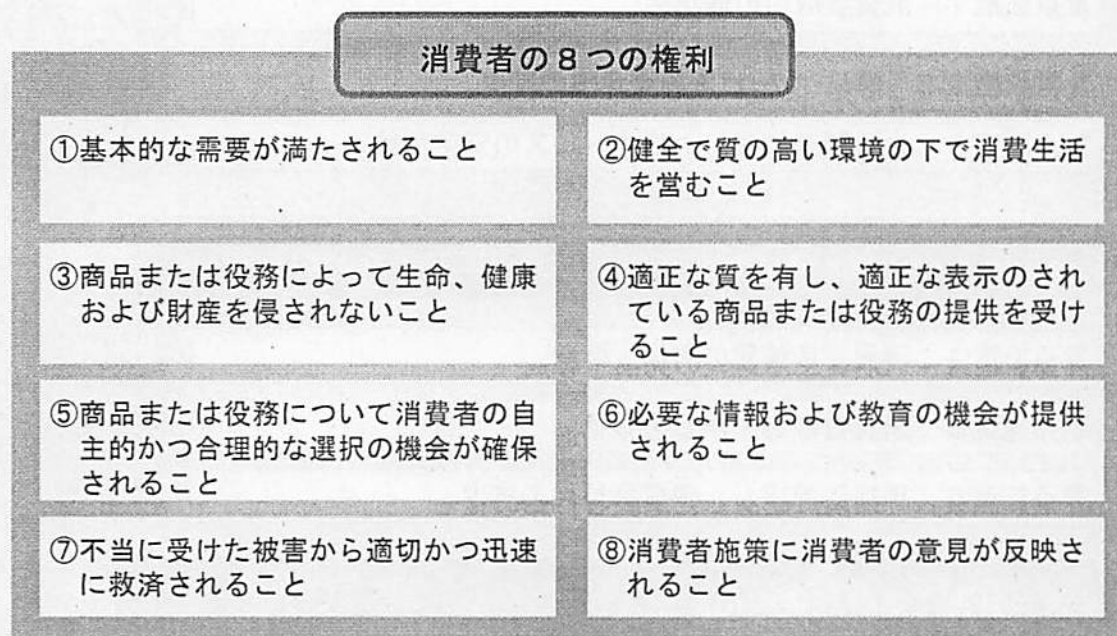 消費者の8つの権利
①基本的な需要が満たされること
②健全で質の高い環境の下で消費生活
を営むこと
③商品または役務によって生命、健康
および財産を侵されないこと
④適正な質を有し、適正な表示のされ
ている商品または役務の提供を受け
ること
⑤商品または役務について消費者の自
主的かつ合理的な選択の機会が確保
されること
⑥必要な情報および教育の機会が提供
されること
⑦不当に受けた被害から適切かつ迅速
に救済されること
⑧消費者施策に消費者の意見が反映さ
れること